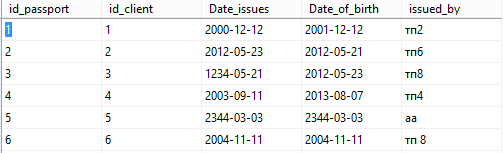 id_passport id_client Date_issues Date_of_birth issued_by
1 1 2000-12-12 2001-12-12 тп2
2 2 2012-05-23 2012-05-21 тп6
3 3 1234-05-21 2012-05-23 тп8
4 4 2003-09-11 2013-08-07 тп4
5 5 2344-03-03 2344-03-03 аа
6 6 2004-11-11 2004-11-11 тп 8